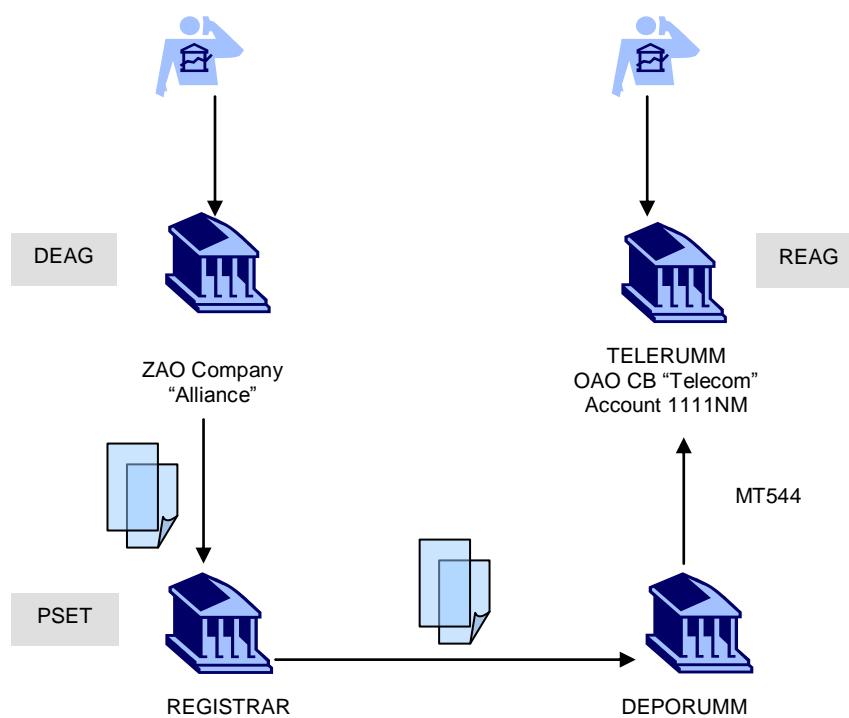 DEAG
REAG
ZAO Company
“Alliance”
TELERUMM
OAO CB “Telecom”
Account 1111NM
MT544
PSET
REGISTRAR
DEPORUMM